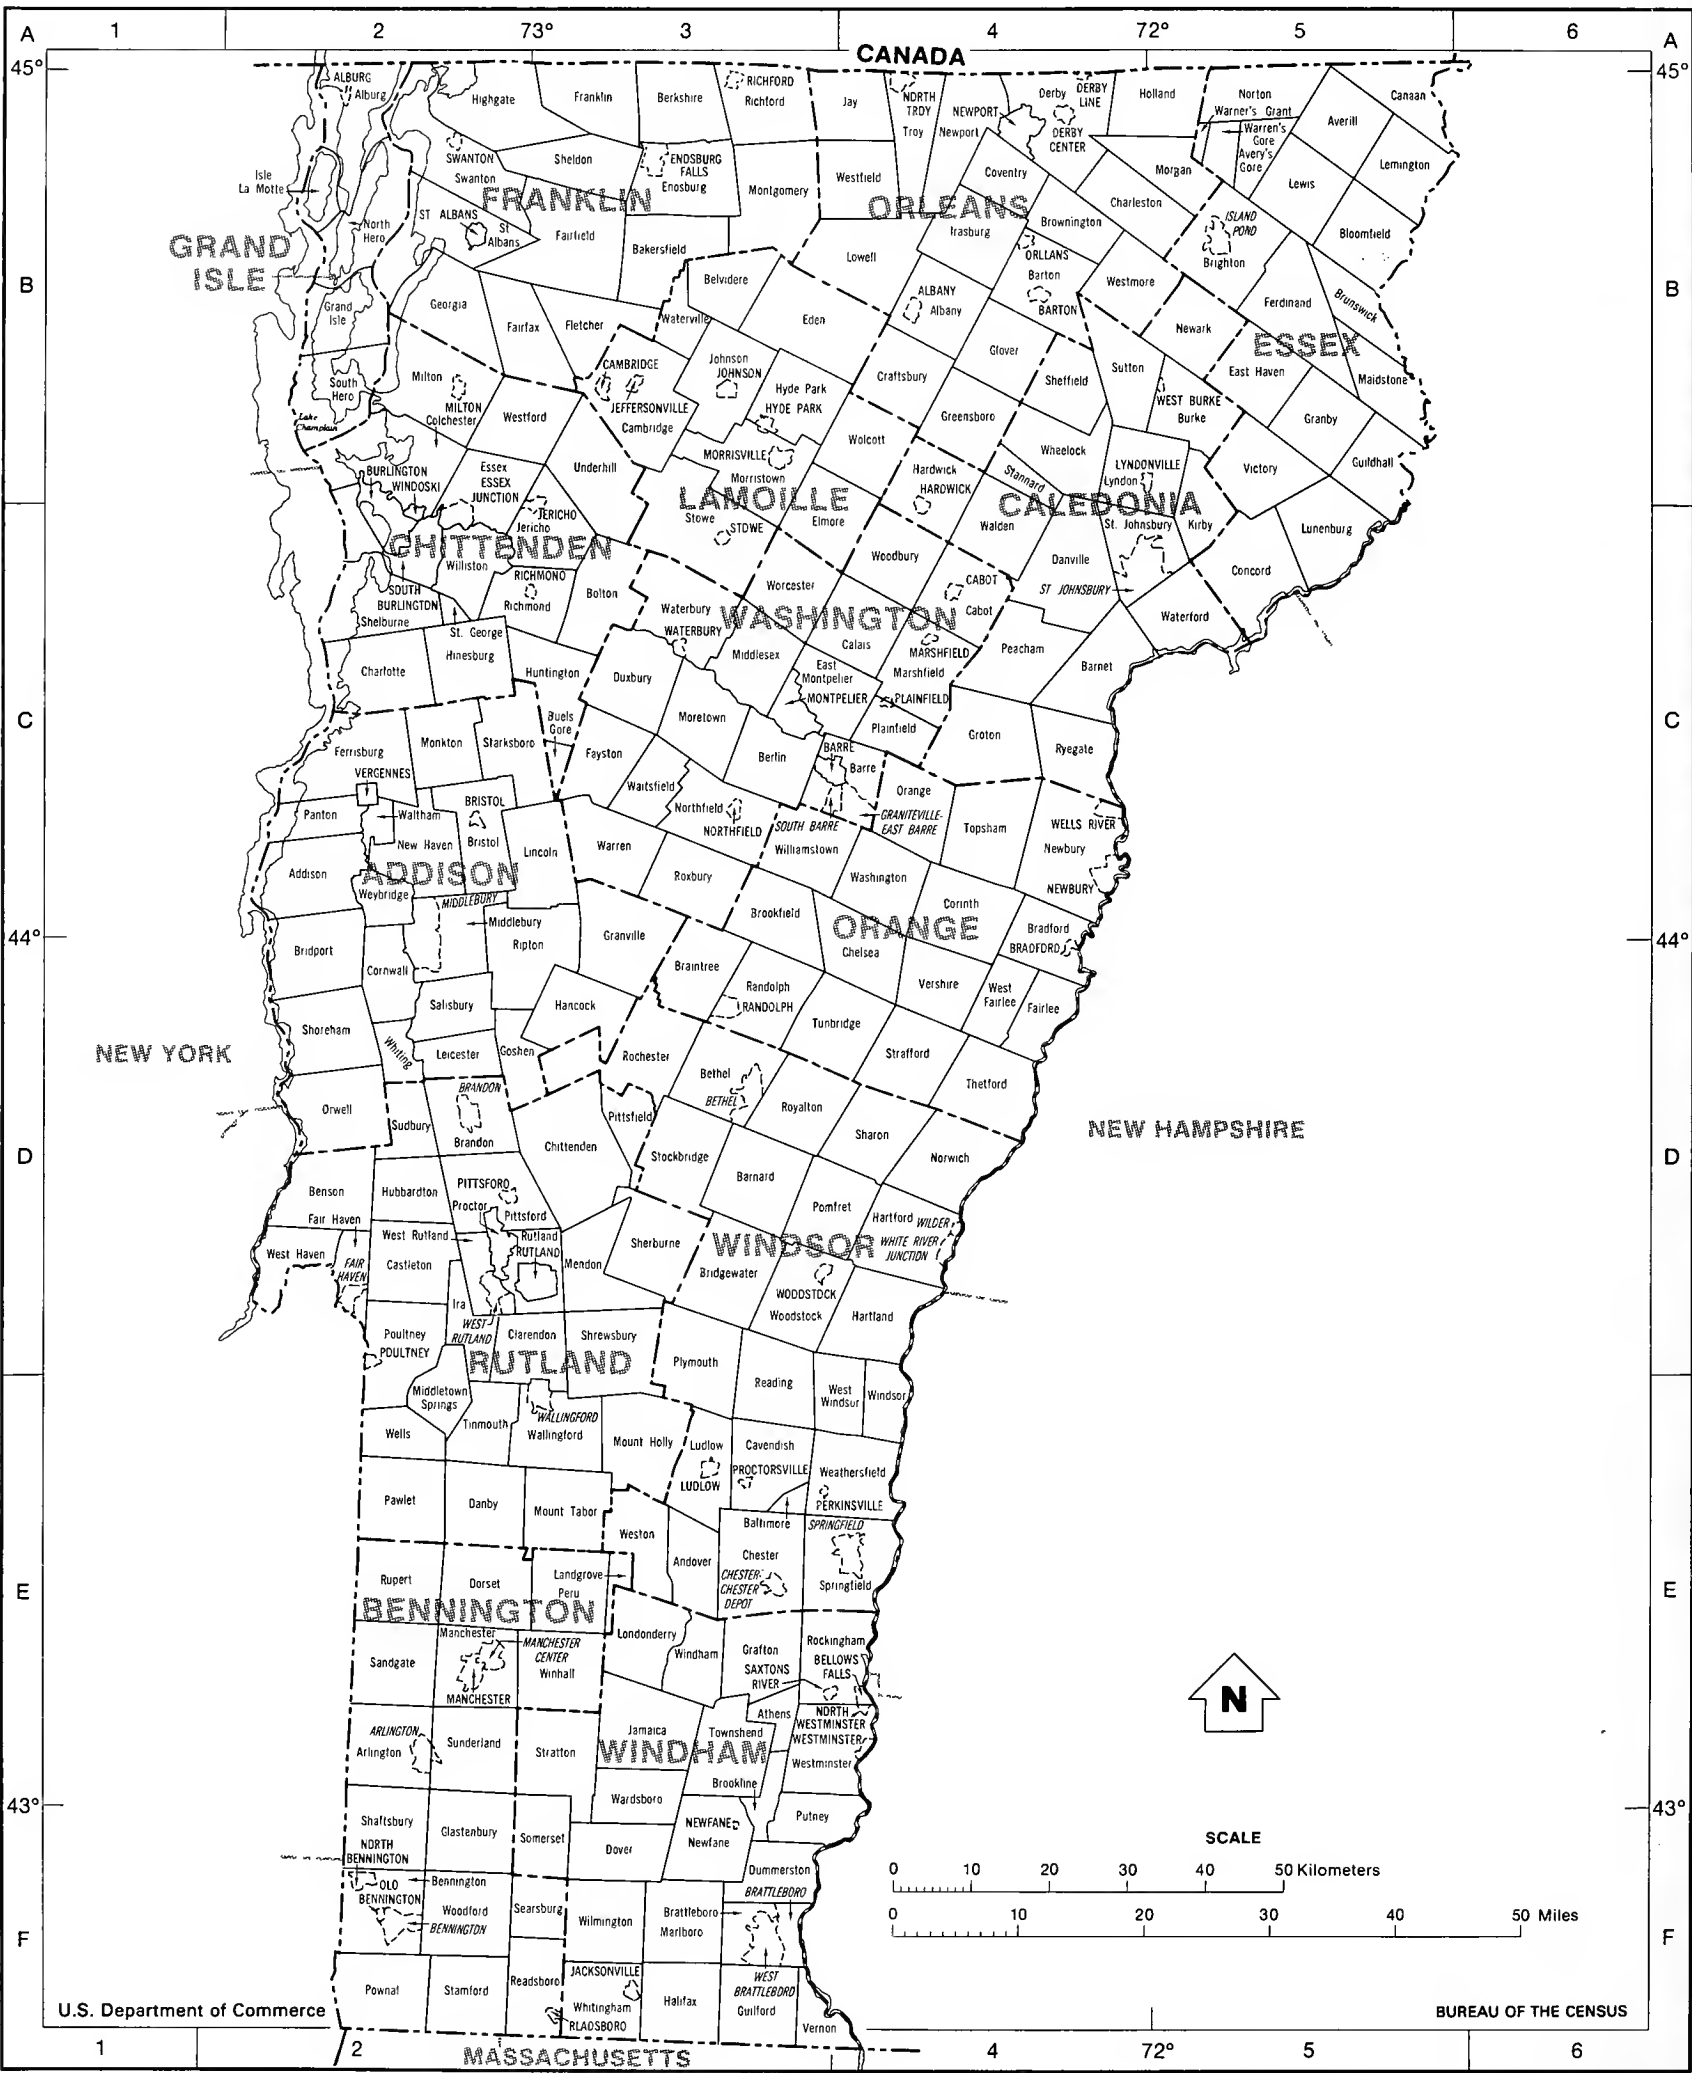 1 2 73° 3 4 72° 5 6
A A
45° 45°
CANADA
ALBURG
Alburg
Highgate
Franklin
Berkshire
RICHFORD
Richford
Jay
NORTH
TRDY
Troy
NEWPORT
Newport
Derby
DERBY
LINE
DERBY
CENTER
Holland
Norton
Warner's Grant
Warren's
Gore
Avery's
Gore
Averill
Canaan
Lemington
Lewis
Bloomfield
Isle
La Motte
North
Hero
SWANTON
Swanton
Sheldon
ENDSBURG
FALLS
Enosburg
Montgomery
Westfield
Coventry
Morgan
Charleston
Brownington
ISLAND
POND
Brighton
FRANKLIN
ORLEANS
Irasburg
ST ALBANS
St
Albans
Fairfield
Bakersfield
GRAND
ISLE
B B
Belvidere
Lowell
ORLLANS
Barton
BARTON
Westmore
Ferdinand
Brunswick
Grand
Isle
Georgia
Fairfax
Fletcher
Waterville
Eden
ALBANY
Albany
Newark
ESSEX
East Haven
Maidstone
Glover
Sheffield
Sutton
Johnson
JOHNSON
CAMBRIDGE
JEFFERSONVILLE
Cambridge
Hyde Park
HYDE PARK
Craftsbury
Greensboro
WEST BURKE
Burke
Granby
Guildhall
Victory
South
Hero
Lake
Champlain
Milton
MILTON
Colchester
Westford
Underhill
MORRISVILLE
Morristown
Wolcott
Wheelock
Stannard
Hardwick
HARDWICK
LYNDONVILLE
Lyndon
BURLINGTON
WINDOSKI
Essex
ESSEX
JUNCTION
JERICHO
Jericho
LAMOILLE
CALEDONIA
Stowe
STDWE
Elmore
Walden
St. Johnsbury
Kirby
Lunenburg
CHITTENDEN
Williston
Woodbury
Danville
ST JOHNSBURY
Concord
RICHMOND
Richmond
Bolton
Worcester
CABOT
Cabot
SOUTH
BURLINGTON
Shelburne
St. George
Waterbury
WATERBURY
WASHINGTON
Waterford
Charlotte
Hinesburg
Huntington
Duxbury
Middlesex
Calais
MARSHFIELD
Marshfield
Peacham
Barnet
East
Montpelier
MONTPELIER
PLAINFIELD
Plainfield
C C
Buels
Gore
Moretown
Groton
Ryegate
Ferrisburg
VERGENNES
Monkton
Starksboro
Fayston
Berlin
BARRE
Barre
Waitsfield
Orange
Panton
Waltham
BRISTOL
Bristol
New Haven
Lincoln
Warren
Northfield
NORTHFIELD
SOUTH BARRE
GRANITEVILLE-
EAST BARRE
Topsham
WELLS RIVER
Newbury
NEWBURY
Williamstown
Washington
Addison
ADDISON
Weybridge
MIDDLEBURY
Middlebury
Roxbury
Brookfield
ORANGE
Chelsea
Corinth
Bradford
BRADFORD
44° 44°
Bridport
Cornwall
Ripton
Granville
Braintree
Randolph
RANDOLPH
Vershire
West
Fairlee
Fairlee
Shoreham
Salisbury
Hancock
Tunbridge
NEW YORK
Whiting
Leicester
Goshen
Rochester
Strafford
Thetford
Bethel
BETHEL
Orwell
BRANDON
Brandon
Sudbury
Pittsfield
Royalton
NEW HAMPSHIRE
Chittenden
Stockbridge
Sharon
Norwich
D D
Barnard
Benson
Hubbardton
PITTSFORD
Pittsford
Proctor
Pomfret
Hartford
WILDER
WHITE RIVER
JUNCTION
Fair Haven
West Rutland
Rutland
RUTLAND
Sherburne
WINDSOR
West Haven
FAIR
HAVEN
Castleton
Mendon
Bridgewater
WODDSTDCK
Woodstock
Hartland
Ira
WEST
RUTLAND
Clarendon
Shrewsbury
Poultney
PDULTNEY
RUTLAND
Plymouth
Reading
West
Windsor
Windsor
Middletown
Springs
WALLINGFORD
Wallingford
Tinmouth
Wells
Mount Holly
Ludlow
LUDLOW
Cavendish
PROCTORSVILLE
Weathersfield
PERKINSVILLE
Pawlet
Danby
Mount Tabor
Weston
Baltimore
SPRINGFIELD
Springfield
Andover
Chester
CHESTER-
CHESTER
DEPOT
E E
Rupert
Dorset
Landgrove
Peru
BENNINGTON
Manchester
MANCHESTER
CENTER
MANCHESTER
Winhall
Sandgate
Londonderry
Windham
Grafton
SAXTONS
RIVER
Rockingham
BELLOWS
FALLS
N
ARLINGTON
Arlington
Sunderland
Stratton
Jamaica
Townshend
WINDHAM
Athens
NORTH
WESTMINSTER
WESTMINSTER
Westminster
Brookline
43° 43°
Shaftsbury
Glastenbury
Somerset
Wardsboro
Dover
NEWFANE
Newfane
Putney
NORTH
BENNINGTON
OLD
BENNINGTON
Bennington
BENNINGTON
Woodford
Searsburg
Wilmington
Dummerston
BRATTLEBORO
Brattleboro
Marlboro
SCALE
0 10 20 30 40 50 Kilometers
0 10 20 30 40 50 Miles
F F
Pownal
Stamford
Readsboro
RLADSBORO
JACKSONVILLE
Whitingham
Halifax
WEST
BRATTLEBORD
Guilford
Vernon
U.S. Department of Commerce
BUREAU OF THE CENSUS
MASSACHUSETTS
1 2 4 72° 5 6